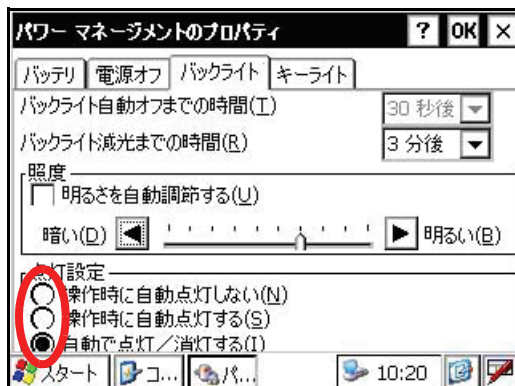 パワー マネージメントのプロパティ ? OK ×
バッテリ 電源オフ バックライト キーライト
バックライト自動オフまでの時間(T) 30 秒後
バックライト減光までの時間(R) 3 分後
照度
明るさを自動調節する(U)
暗い(D) 明るい(B)
点灯設定
操作時に自動点灯しない(N)
操作時に自動点灯する(S)
自動で点灯/消灯する(I)
スタート コ... パ... 10:20